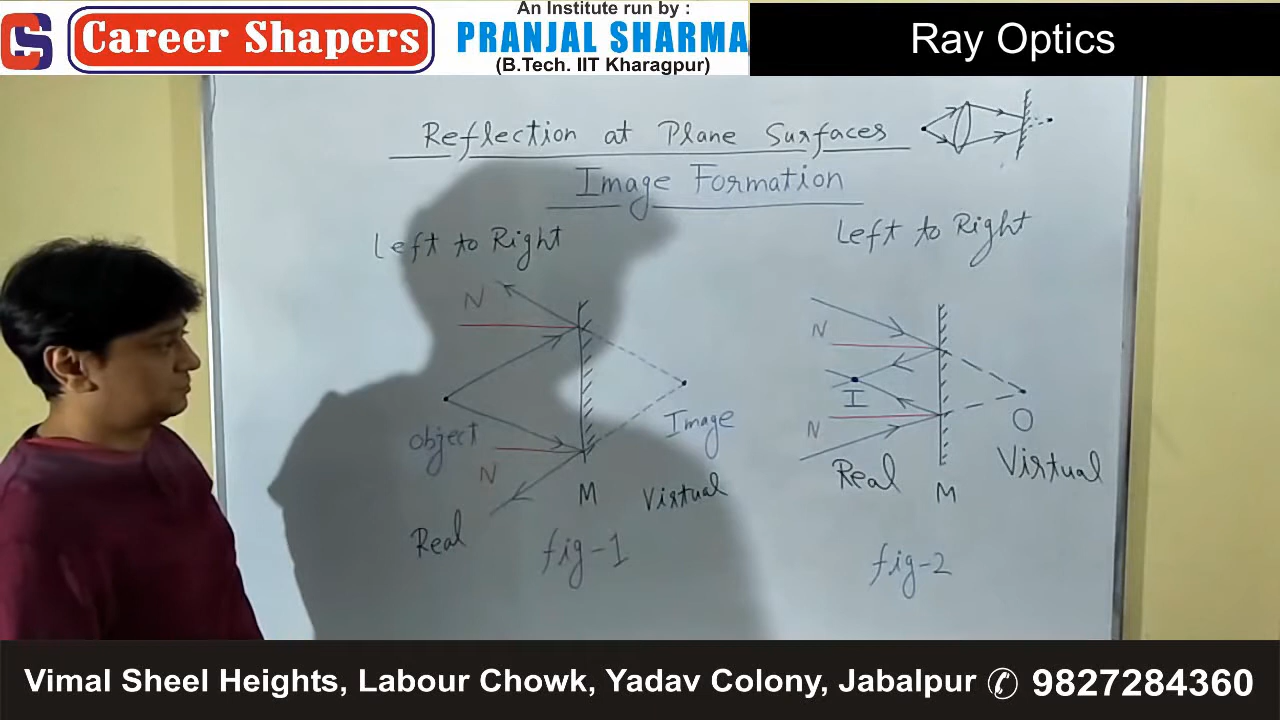 CS
Career Shapers
An Institute run by :
PRANJAL SHARMA
(B.Tech. IIT Kharagpur)
Ray Optics
Reflection at Plane Surfaces
Image Formation
Left to Right
N
object
N
Real
M
Image
Virtual
fig-1
Left to Right
N
I
N
Real
M
O
Virtual
fig-2
Vimal Sheel Heights, Labour Chowk, Yadav Colony, Jabalpur ✆ 9827284360